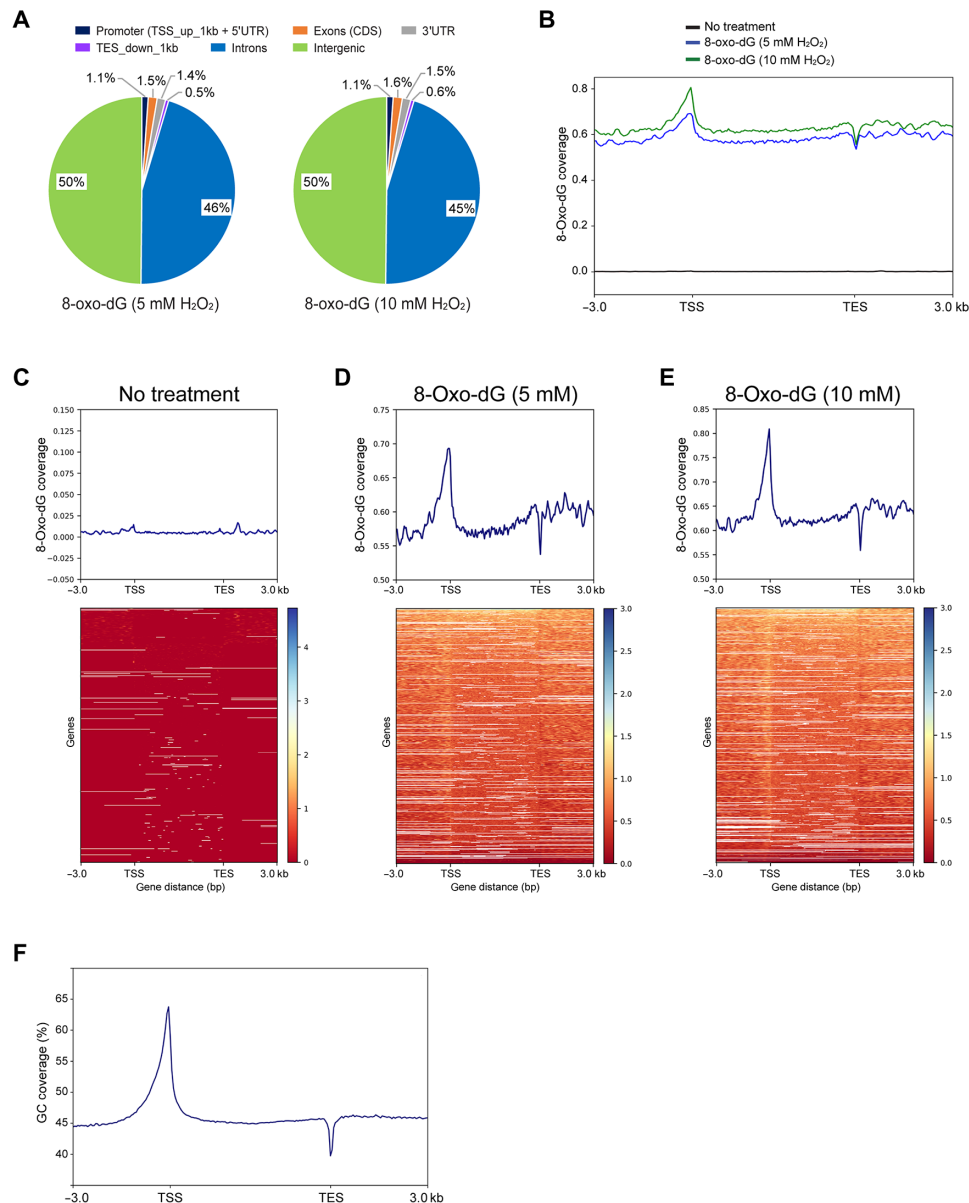 A
Promoter (TSS_up_1kb + 5'UTR) Exons (CDS) 3'UTR
TES_down_1kb Introns Intergenic
1.1% 1.5% 1.4% 0.5%
50% 46%
8-oxo-dG (5 mM H₂O₂)
1.1% 1.6% 1.5% 0.6%
50% 45%
8-oxo-dG (10 mM H₂O₂)
B
No treatment
8-oxo-dG (5 mM H₂O₂)
8-oxo-dG (10 mM H₂O₂)
8-Oxo-dG coverage
0.8
0.6
0.4
0.2
0.0
−3.0 TSS TES 3.0 kb
C
No treatment
8-Oxo-dG coverage
0.150
0.125
0.100
0.075
0.050
0.025
0.000
−0.025
−0.050
−3.0 TSS TES 3.0 kb
Genes
4
3
2
1
0
−3.0 TSS TES 3.0 kb
Gene distance (bp)
D
8-Oxo-dG (5 mM)
8-Oxo-dG coverage
0.75
0.70
0.65
0.60
0.55
0.50
−3.0 TSS TES 3.0 kb
Genes
3.0
2.5
2.0
1.5
1.0
0.5
0.0
−3.0 TSS TES 3.0 kb
Gene distance (bp)
E
8-Oxo-dG (10 mM)
8-Oxo-dG coverage
0.85
0.80
0.75
0.70
0.65
0.60
0.55
0.50
−3.0 TSS TES 3.0 kb
Genes
3.0
2.5
2.0
1.5
1.0
0.5
0.0
−3.0 TSS TES 3.0 kb
Gene distance (bp)
F
GC coverage (%)
65
60
55
50
45
40
−3.0 TSS TES 3.0 kb